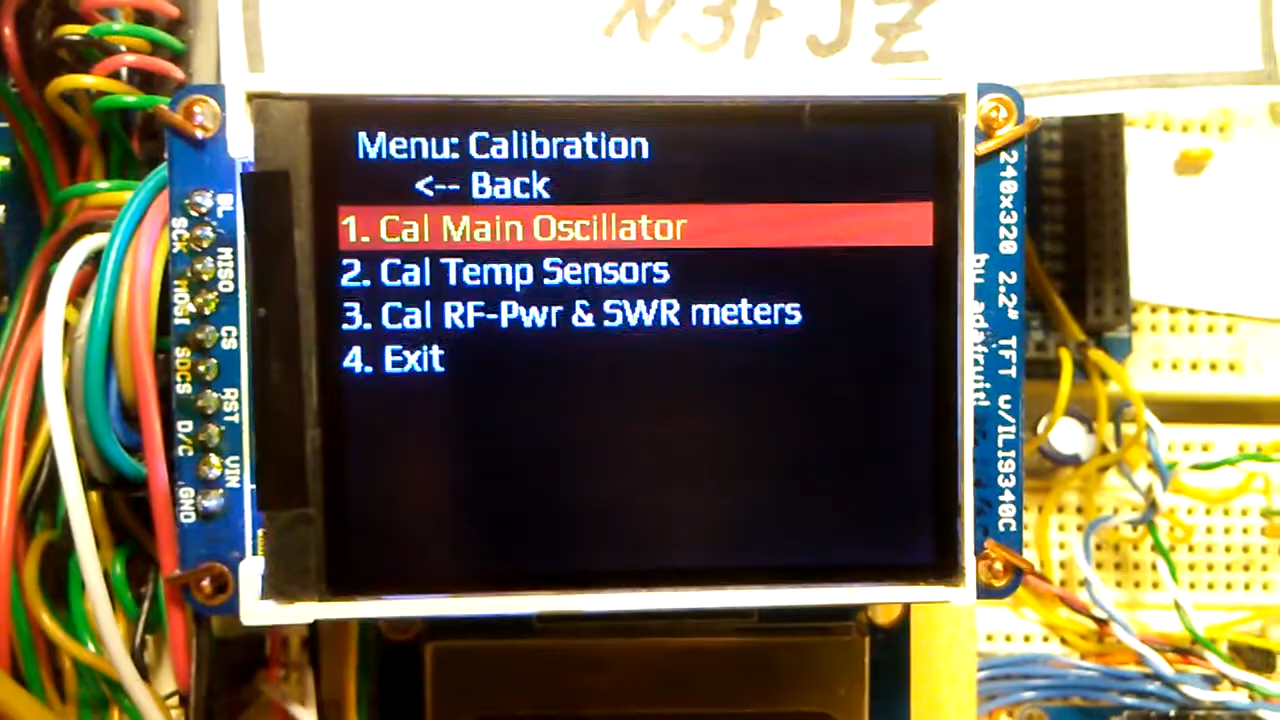 N3FJZ
Menu: Calibration
<-- Back
1. Cal Main Oscillator
2. Cal Temp Sensors
3. Cal RF-Pwr & SWR meters
4. Exit
BL
SCK
MISO
MOSI
CS
SDCS
RST
D/C
VIN
GND
240x320 2.2" TFT w/ILI9340C
by adafruit!